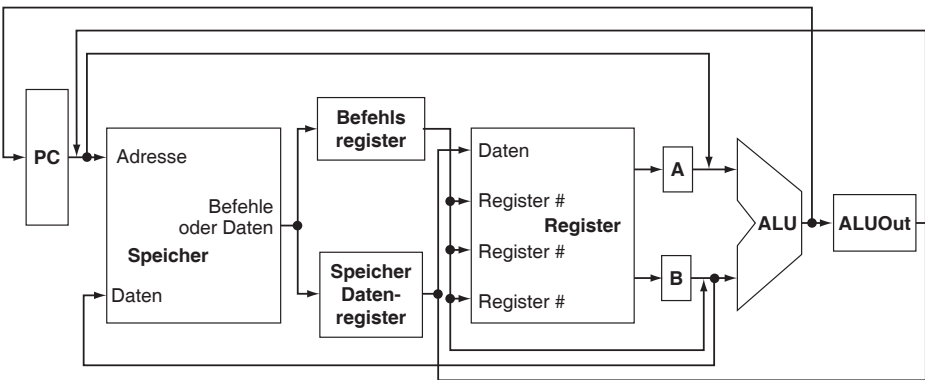 PC
Adresse
Befehle
oder Daten
Speicher
Daten
Befehls
register
Speicher
Daten-
register
Daten
Register #
Register
Register #
Register #
A
B
ALU
ALUOut